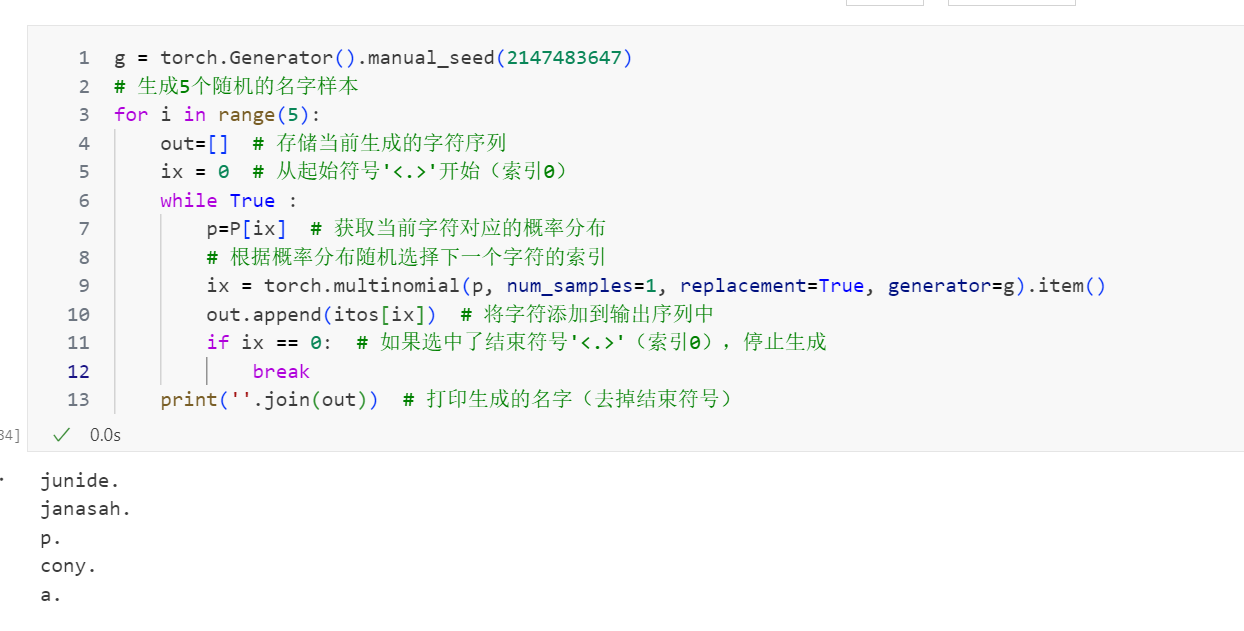 1 g = torch.Generator().manual_seed(2147483647)
2 # 生成5个随机的名字样本
3 for i in range(5):
4     out=[]  # 存储当前生成的字符序列
5     ix = 0  # 从起始符号'<.>'开始（索引0）
6     while True :
7         p=P[ix]  # 获取当前字符对应的概率分布
8         # 根据概率分布随机选择下一个字符的索引
9         ix = torch.multinomial(p, num_samples=1, replacement=True, generator=g).item()
10         out.append(itos[ix])  # 将字符添加到输出序列中
11         if ix == 0:  # 如果选中了结束符号'<.>'（索引0），停止生成
12             break
13     print(''.join(out))  # 打印生成的名字（去掉结束符号）
34] ✓ 0.0s
junide.
janasah.
p.
cony.
a.